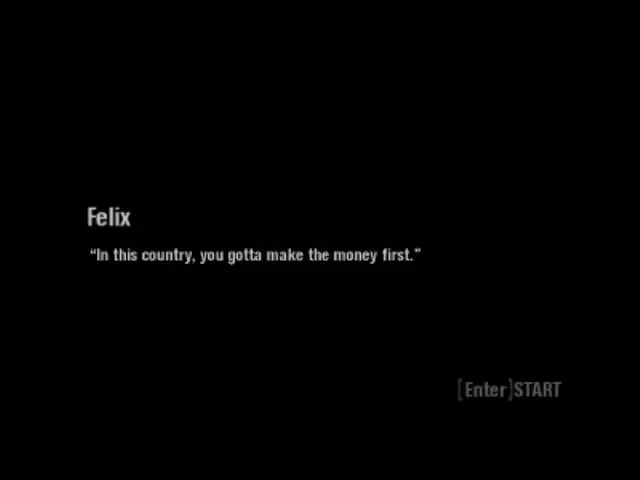 Felix
“In this country, you gotta make the money first.”
[Enter]START